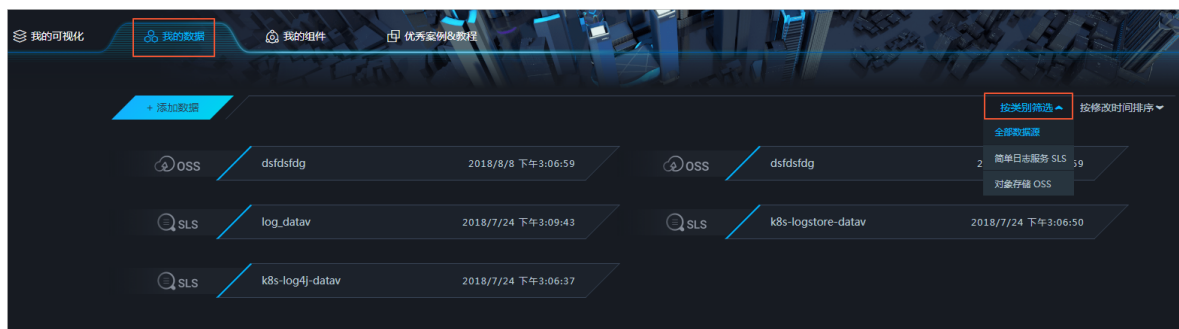 我的可视化 我的数据 我的组件 优秀案例&教程
+ 添加数据 按类别筛选 按修改时间排序
全部数据源
OSS dsfdsfdg 2018/8/8 下午3:06:59 OSS dsfdsfdg 2 59
简单日志服务 SLS
对象存储 OSS
SLS log_datav 2018/7/24 下午3:09:43 SLS k8s-logstore-datav 2018/7/24 下午3:06:50
SLS k8s-log4j-datav 2018/7/24 下午3:06:37